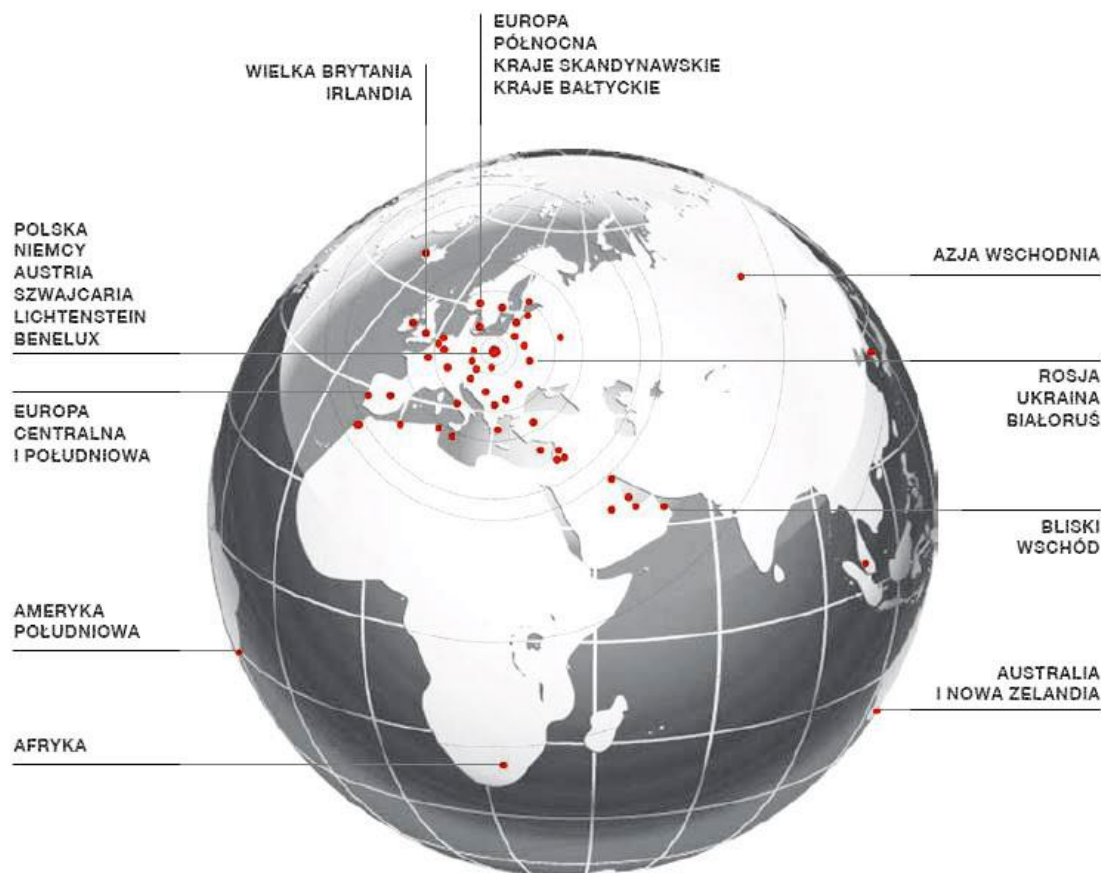 EUROPA
PÓŁNOCNA
KRAJE SKANDYNAWSKIE
KRAJE BAŁTYCKIE
WIELKA BRYTANIA
IRLANDIA
POLSKA
NIEMCY
AUSTRIA
SZWAJCARIA
LICHTENSTEIN
BENELUX
AZJA WSCHODNIA
EUROPA
CENTRALNA
I POŁUDNIOWA
ROSJA
UKRAINA
BIAŁORUŚ
BLISKI
WSCHÓD
AMERYKA
POŁUDNIOWA
AUSTRALIA
I NOWA ZELANDIA
AFRYKA